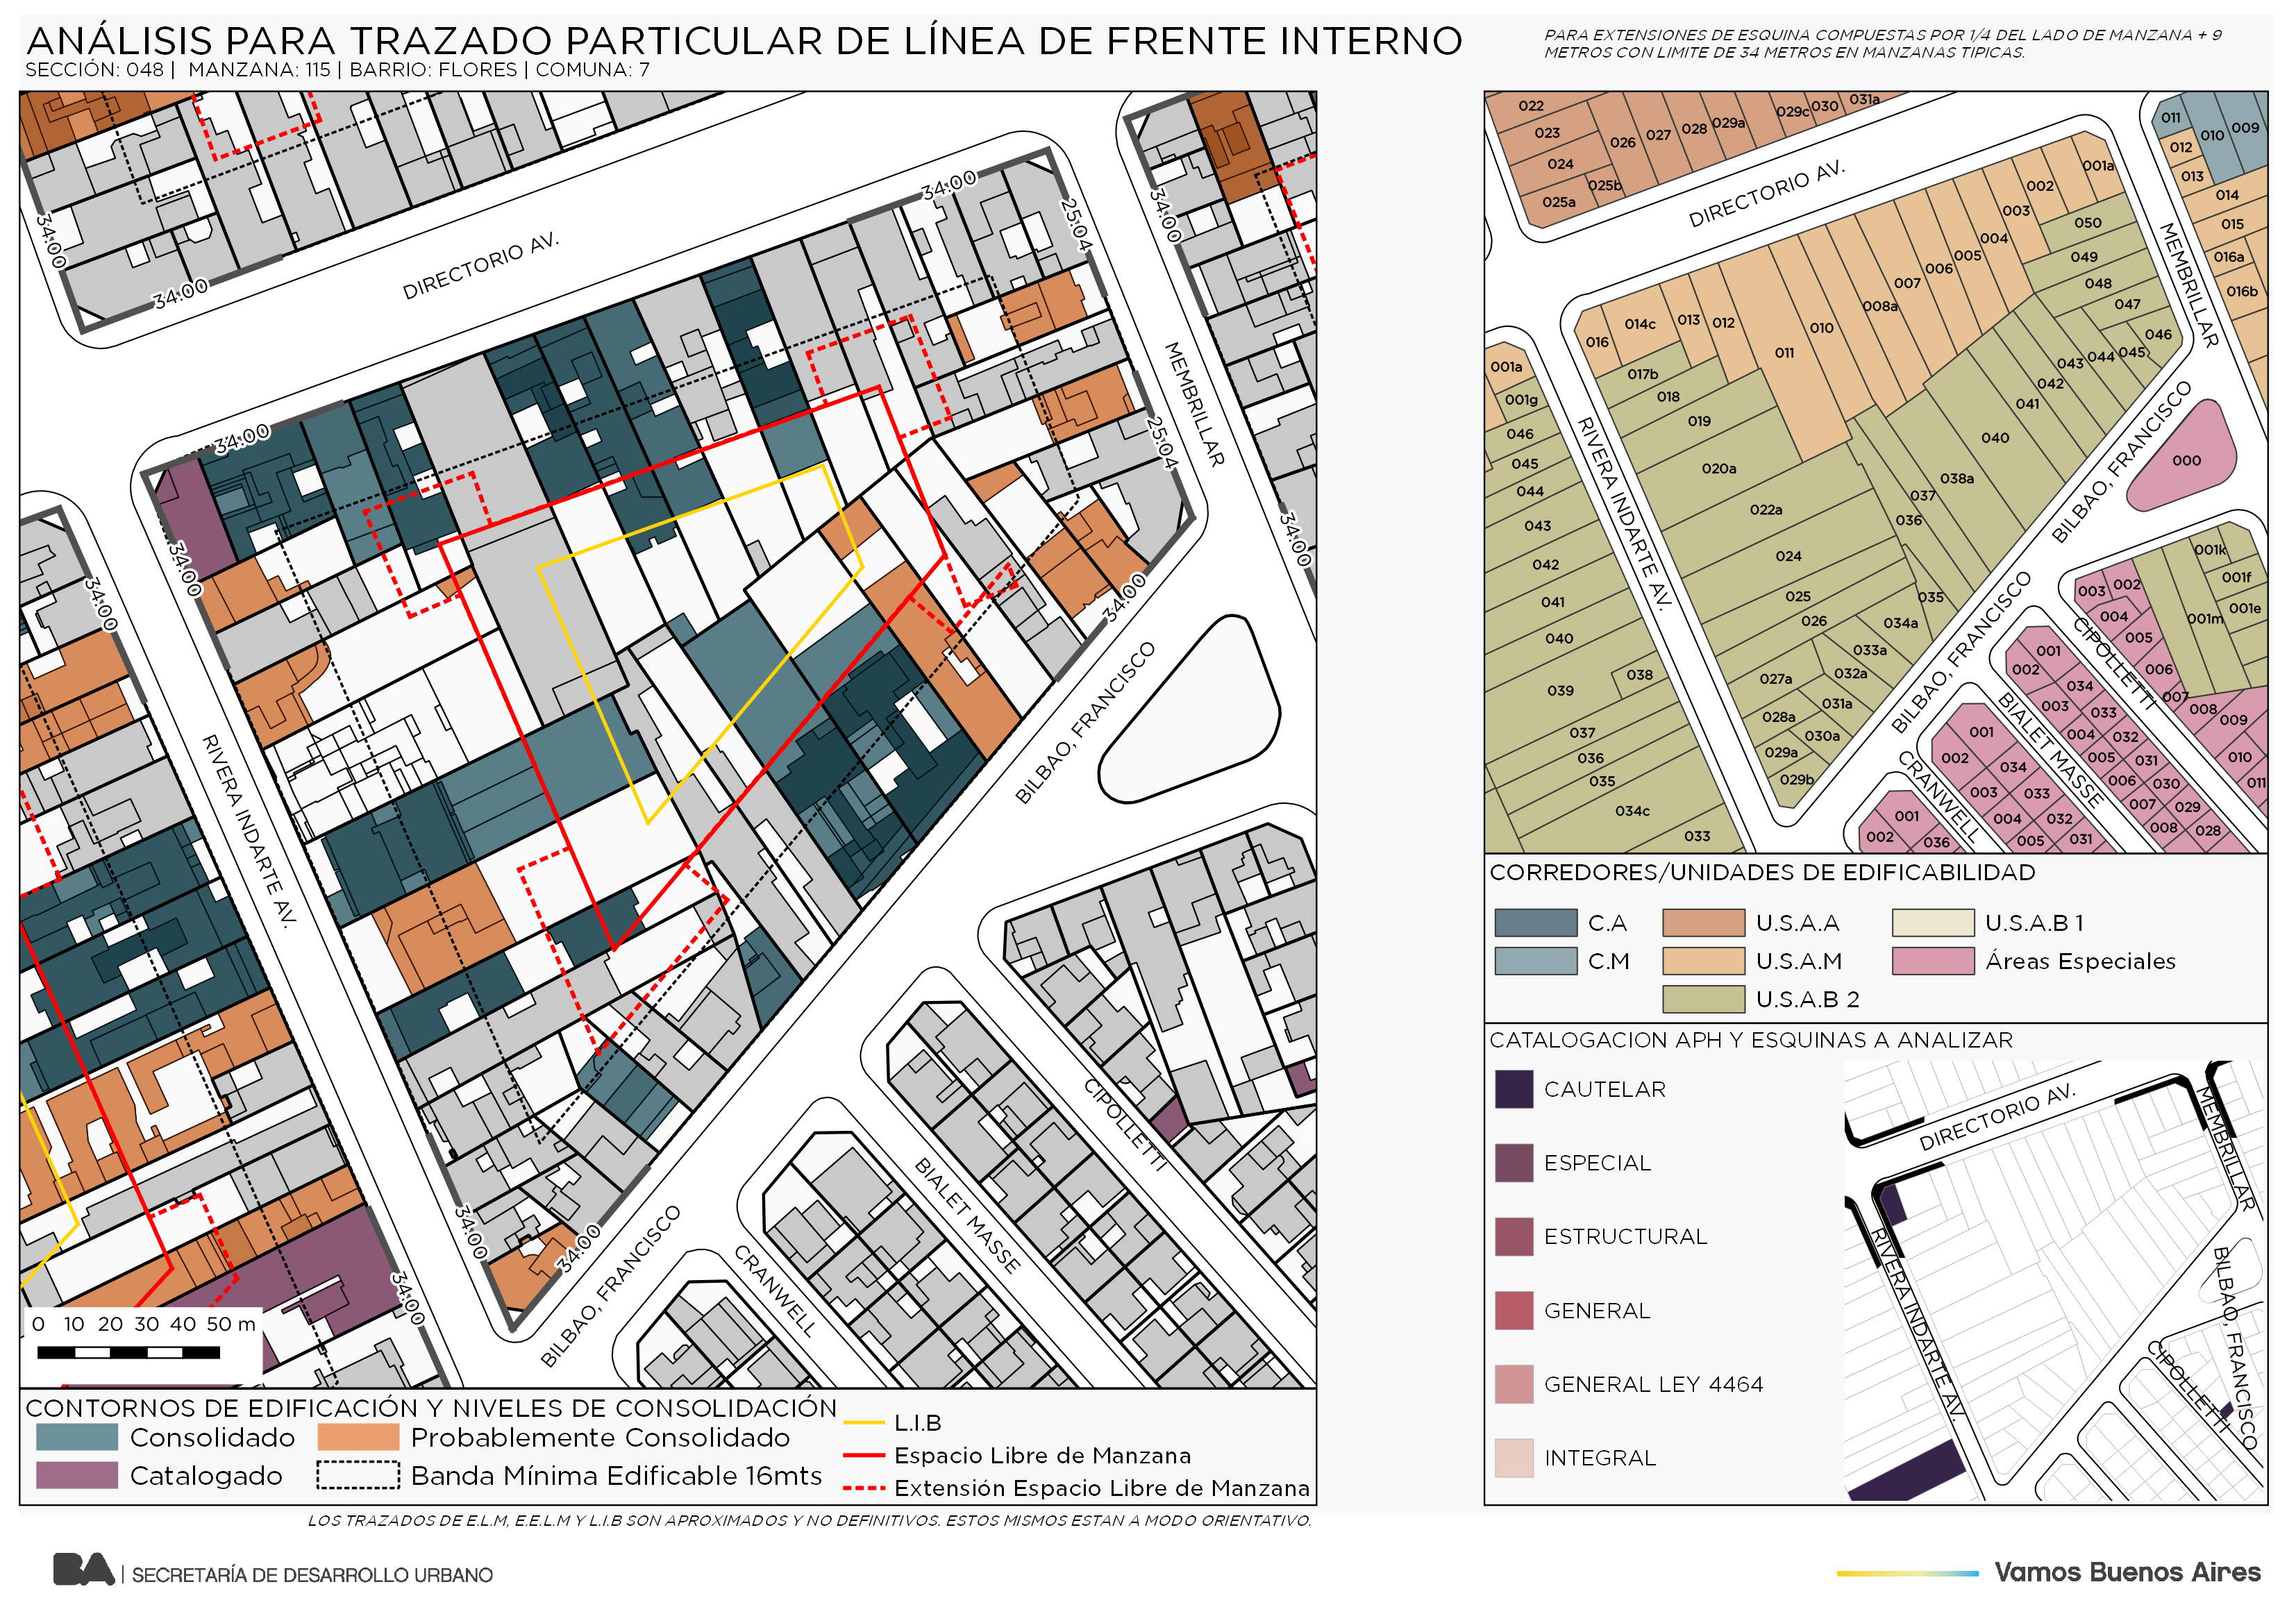 ANÁLISIS PARA TRAZADO PARTICULAR DE LÍNEA DE FRENTE INTERNO
SECCIÓN: 048 | MANZANA: 115 | BARRIO: FLORES | COMUNA: 7
PARA EXTENSIONES DE ESQUINA COMPUESTAS POR 1/4 DEL LADO DE MANZANA + 9
METROS CON LIMITE DE 34 METROS EN MANZANAS TIPICAS.
34:00
34:00
DIRECTORIO AV.
34:00
25:04
34:00
MEMBRILLAR
34:00
34:00
34:00
25:04
34:00
34:00
BILBAO, FRANCISCO
RIVERA INDARTE AV.
34:00
34:00
34:00
BILBAO, FRANCISCO
CRANWELL
BIALET MASSE
CIPOLLETTI
0 10 20 30 40 50 m
CONTORNOS DE EDIFICACIÓN Y NIVELES DE CONSOLIDACIÓN
Consolidado
Probablemente Consolidado
Catalogado
Banda Mínima Edificable 16mts
L.I.B
Espacio Libre de Manzana
Extensión Espacio Libre de Manzana
LOS TRAZADOS DE E.L.M, E.E.L.M Y L.I.B SON APROXIMADOS Y NO DEFINITIVOS. ESTOS MISMOS ESTAN A MODO ORIENTATIVO.
022
023
024
025a
025b
026
027
028
029a
029c
030
031a
DIRECTORIO AV.
011
010
009
012
013
014
015
016a
016b
MEMBRILLAR
001a
002
003
004
005
006
007
008a
010
011
012
013
014c
016
050
049
048
047
046
045
044
043
042
041
040
038a
037
036
035
034a
033a
032a
031a
030a
029b
029a
028a
027a
026
025
024
022a
020a
019
018
017b
001a
001g
046
045
044
043
042
041
040
039
038
037
036
035
034c
033
RIVERA INDARTE AV.
BILBAO, FRANCISCO
BILBAO, FRANCISCO
000
001k
001f
001e
001m
003
002
004
005
006
007
008
009
010
011
CIPOLLETTI
001
002
034
003
033
004
032
005
031
006
030
007
029
008
028
BIALET MASSE
001
002
034
003
033
004
032
005
031
CRANWELL
001
002
036
CORREDORES/UNIDADES DE EDIFICABILIDAD
C.A
U.S.A.A
U.S.A.B 1
C.M
U.S.A.M
Áreas Especiales
U.S.A.B 2
CATALOGACION APH Y ESQUINAS A ANALIZAR
CAUTELAR
ESPECIAL
ESTRUCTURAL
GENERAL
GENERAL LEY 4464
INTEGRAL
DIRECTORIO AV.
MEMBRILLAR
RIVERA INDARTE AV.
BILBAO, FRANCISCO
CIPOLLETTI
BA | SECRETARÍA DE DESARROLLO URBANO
Vamos Buenos Aires